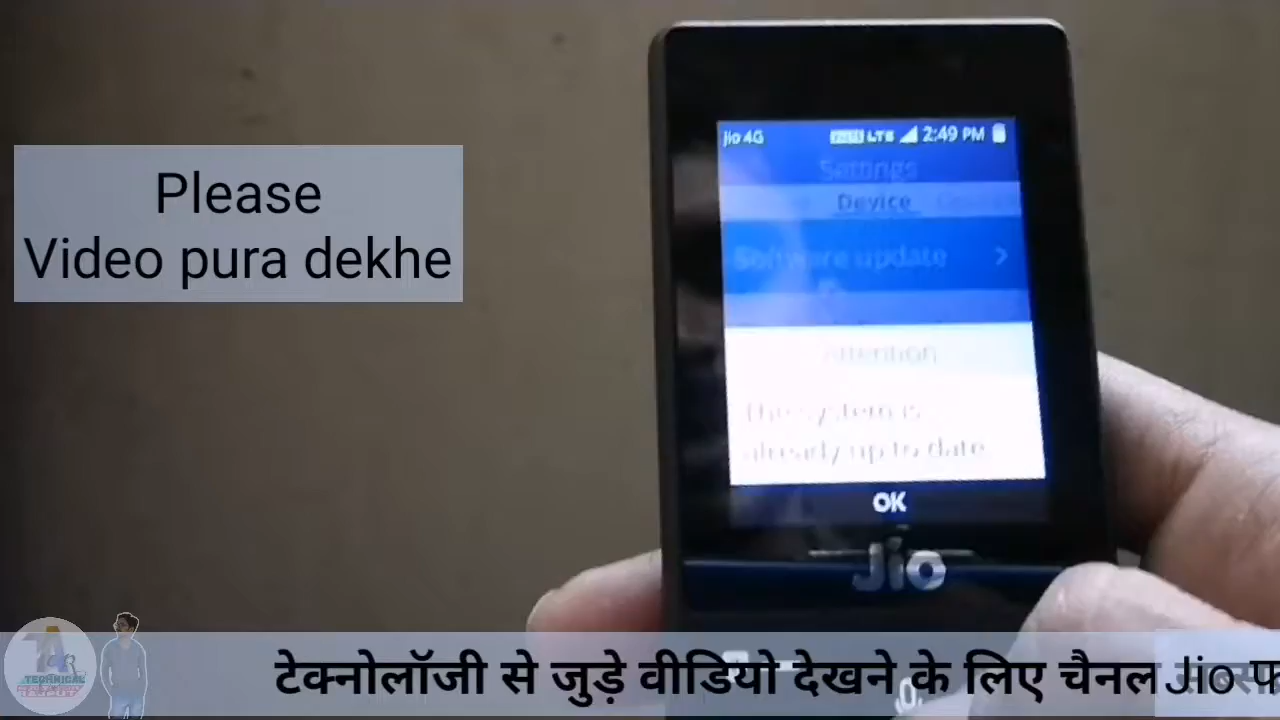 Please
Video pura dekhe
Jio 4G LTE 2:49 PM
Settings
Device
Software update
Attention
The system is
already up to date
OK
Jio
TECHNICAL
टेक्नोलॉजी से जुड़े वीडियो देखने के लिए चैनल Jio